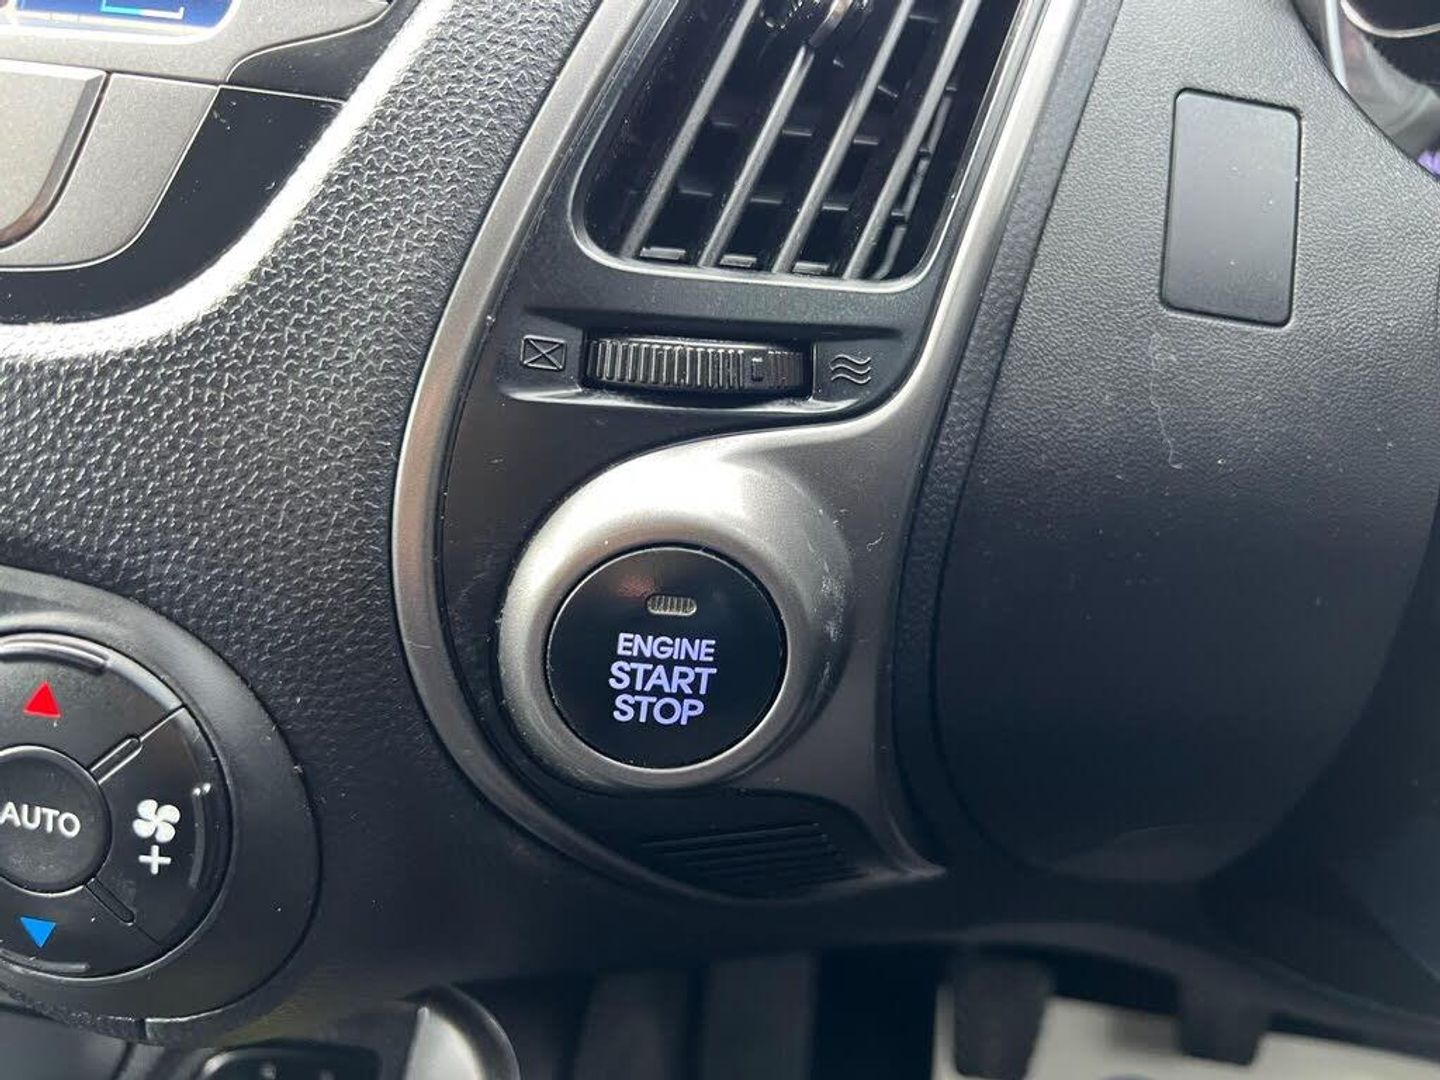 ENGINE
START
STOP
AUTO
+